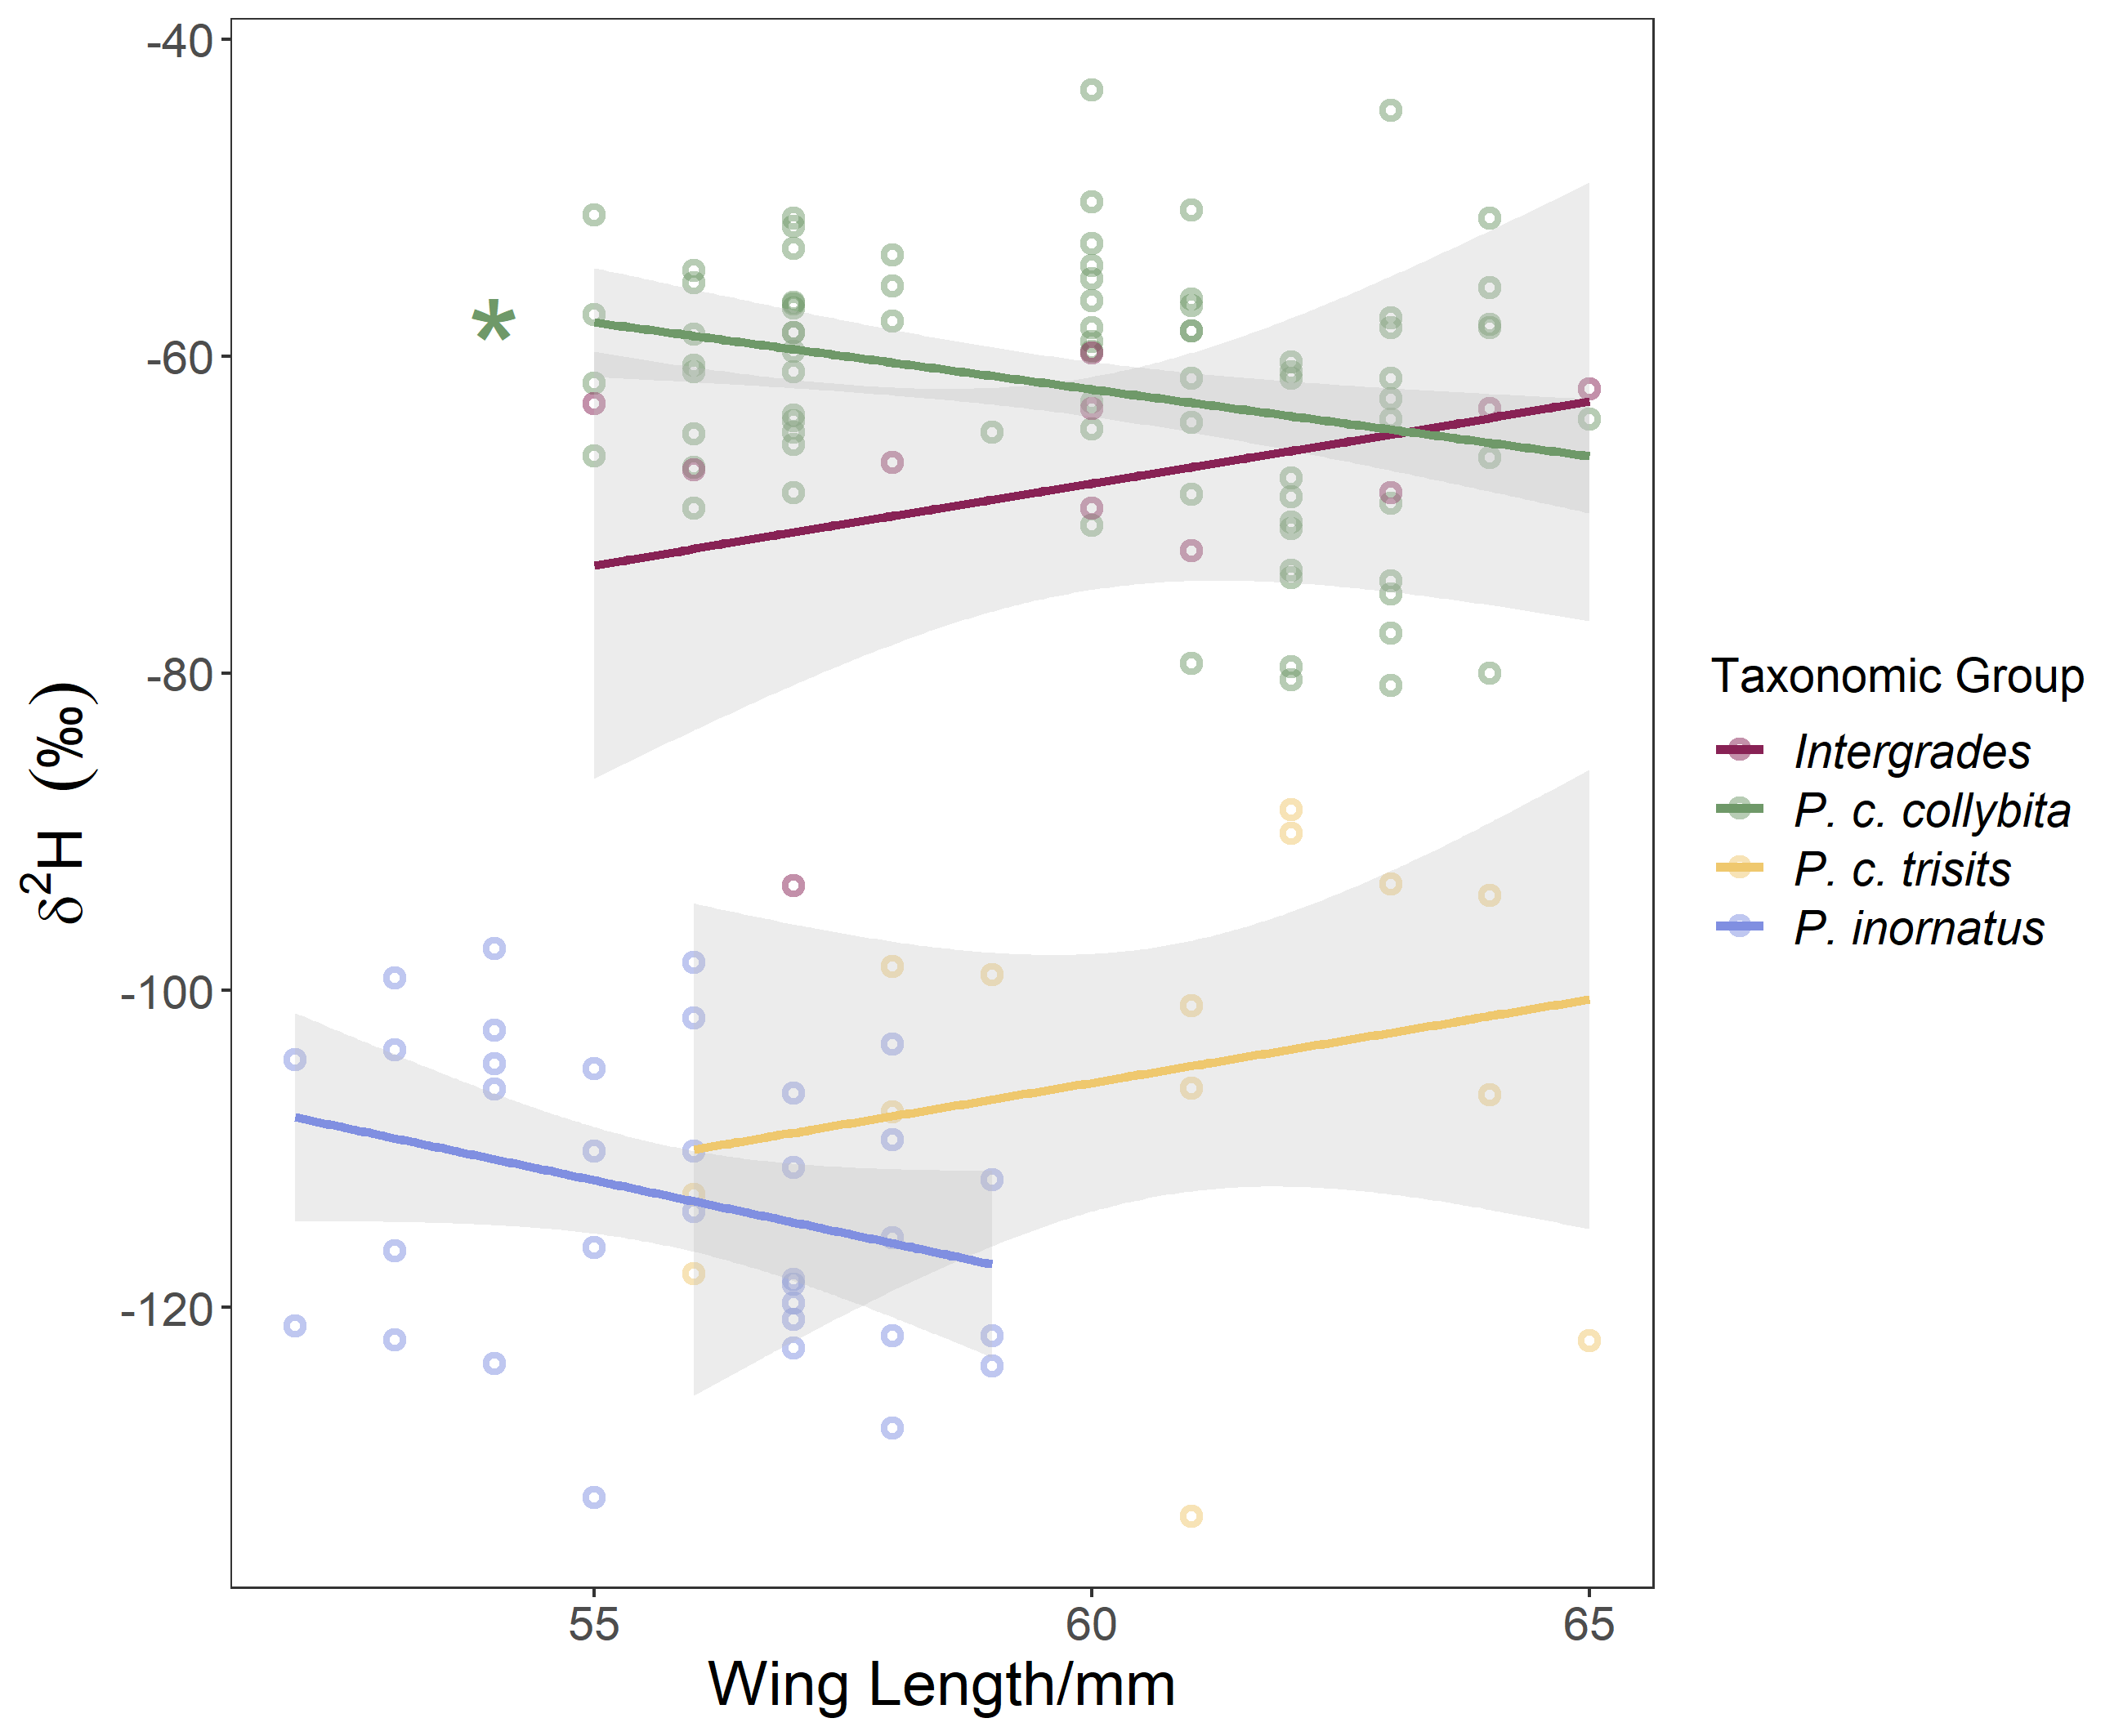 -40
-60
-80
-100
-120
δ²H (‰)
*
55
60
65
Wing Length/mm
Taxonomic Group
Intergrades
P. c. collybita
P. c. trisits
P. inornatus